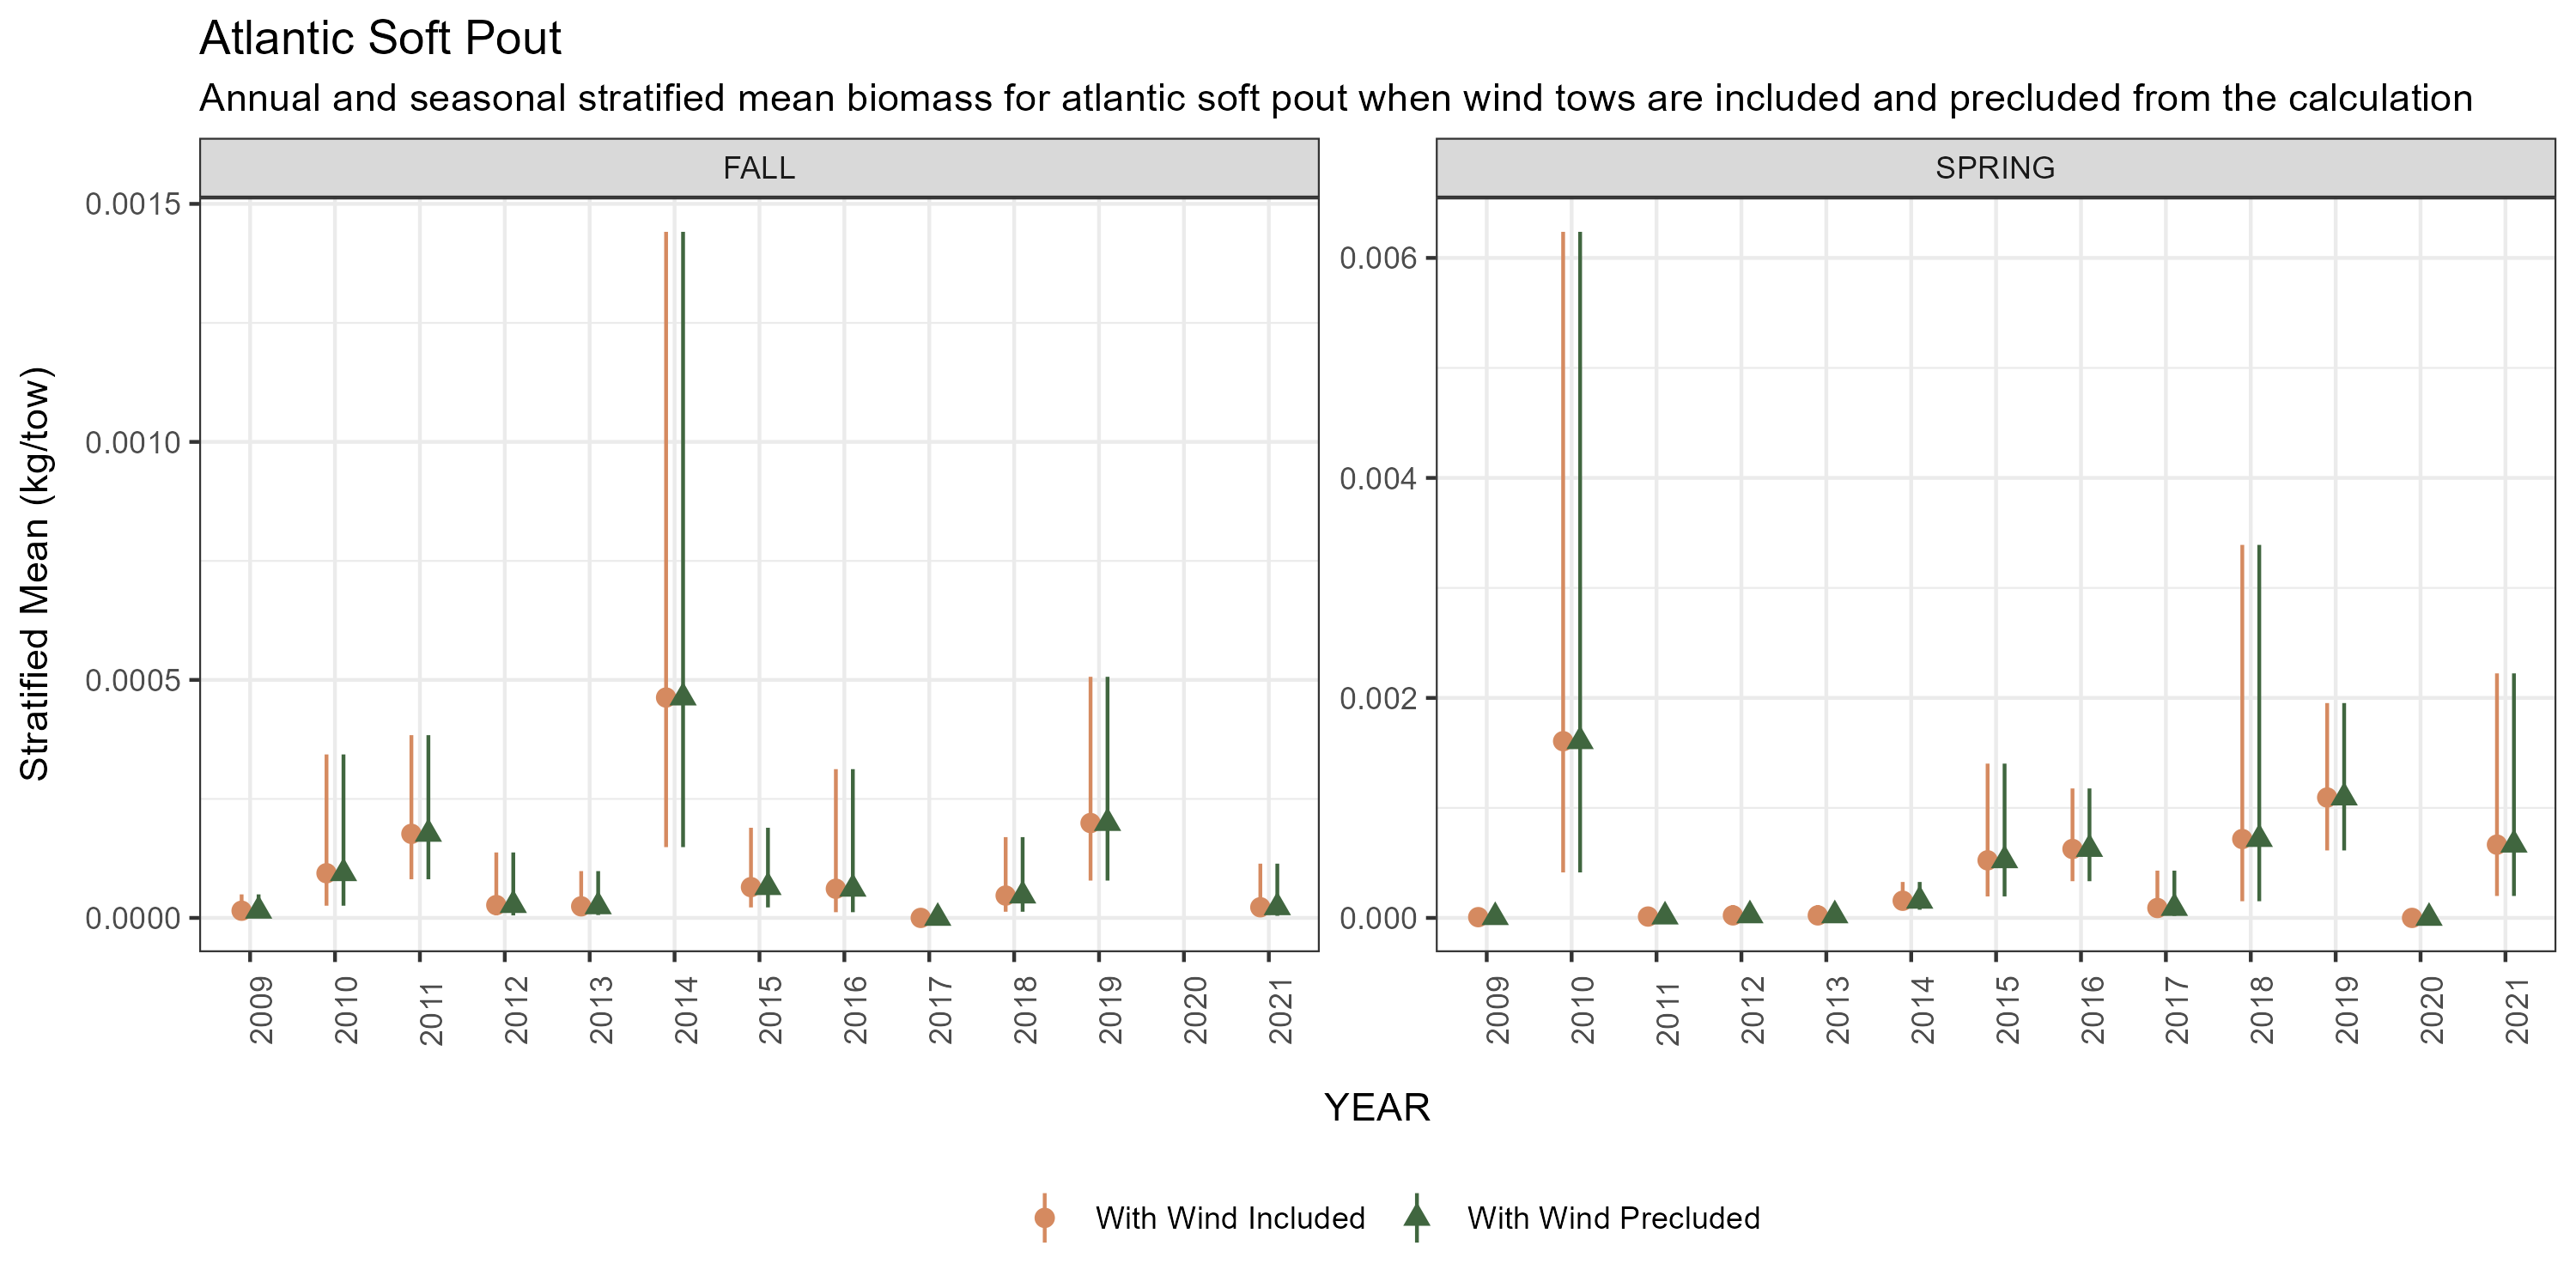 Atlantic Soft Pout
Annual and seasonal stratified mean biomass for atlantic soft pout when wind tows are included and precluded from the calculation
FALL
SPRING
Stratified Mean (kg/tow)
0.0015
0.0010
0.0005
0.0000
0.006
0.004
0.002
0.000
2009 2010 2011 2012 2013 2014 2015 2016 2017 2018 2019 2020 2021
2009 2010 2011 2012 2013 2014 2015 2016 2017 2018 2019 2020 2021
YEAR
With Wind Included With Wind Precluded